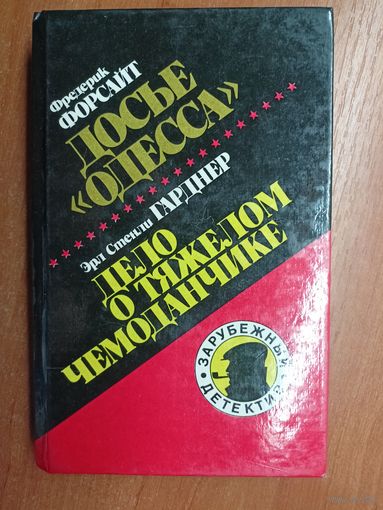 Фредерик
ФОРСАЙТ
ДОСЬЕ
«ОДЕССА»
Эрл Стенли ГАРДНЕР
ДЕЛО
О ТЯЖЕЛОМ
ЧЕМОДАНЧИКЕ
ЗАРУБЕЖНЫЙ
ДЕТЕКТИВ